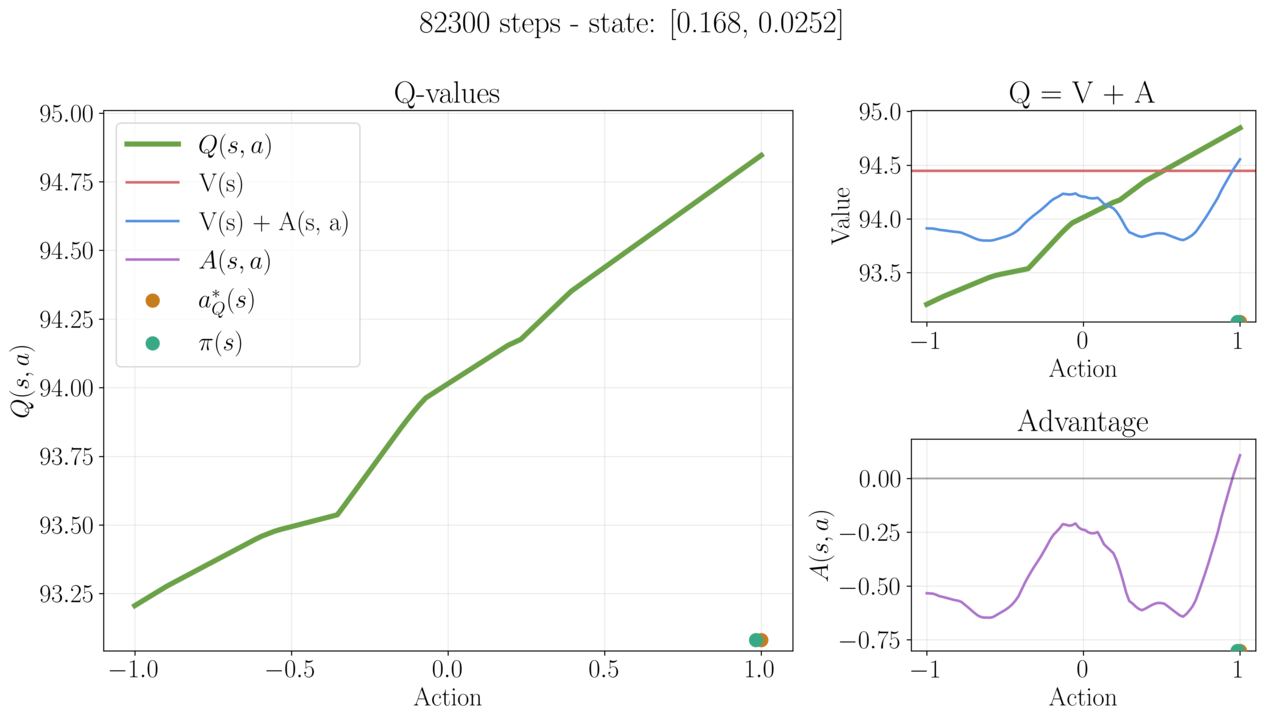 82300 steps - state: [0.168, 0.0252]
Q-values
Q(s, a)
95.00
94.75
94.50
94.25
94.00
93.75
93.50
93.25
−1.0
−0.5
0.0
0.5
1.0
Action
Q(s, a)
V(s)
V(s) + A(s, a)
A(s, a)
a*Q(s)
π(s)
Q = V + A
Value
95.0
94.5
94.0
93.5
−1
0
1
Action
Advantage
A(s, a)
0.00
−0.25
−0.50
−0.75
−1
0
1
Action